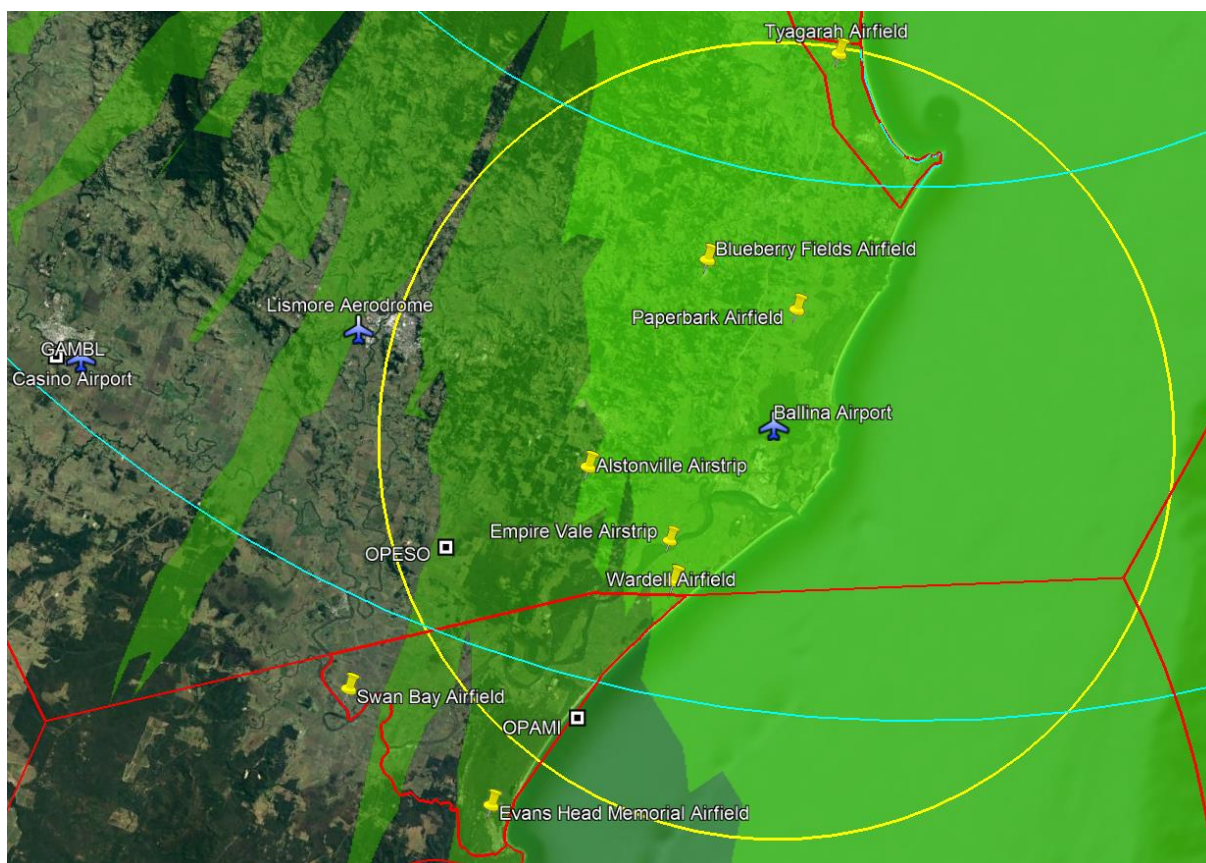 Tyagarah Airfield
Blueberry Fields Airfield
Lismore Aerodrome
Paperbark Airfield
GAMBL
Casino Airport
Ballina Airport
Alstonville Airstrip
Empire Vale Airstrip
OPESO
Wardell Airfield
Swan Bay Airfield
OPAMI
Evans Head Memorial Airfield